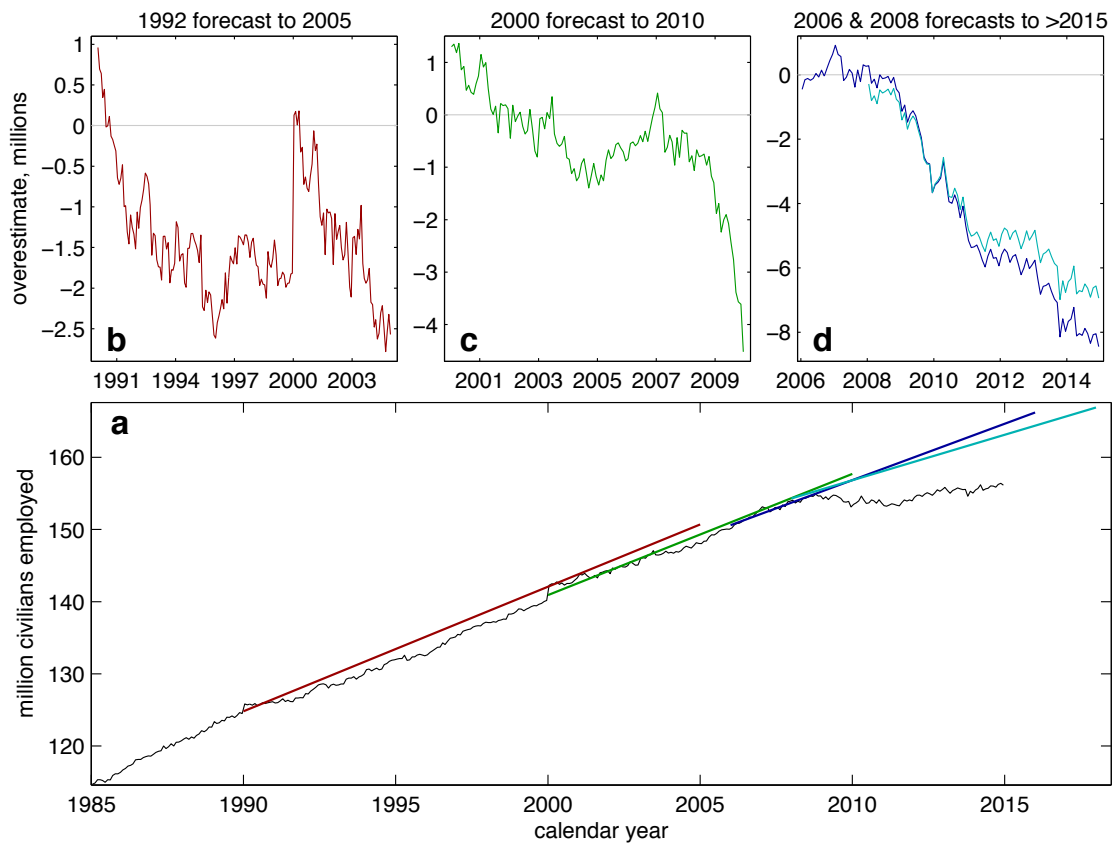 1992 forecast to 2005
2000 forecast to 2010
2006 & 2008 forecasts to >2015
overestimate, millions
1
0.5
0
−0.5
−1
−1.5
−2
−2.5
b
1991 1994 1997 2000 2003
1
0
−1
−2
−3
−4
c
2001 2003 2005 2007 2009
0
−2
−4
−6
−8
d
2006 2008 2010 2012 2014
a
million civilians employed
160
150
140
130
120
1985 1990 1995 2000 2005 2010 2015
calendar year